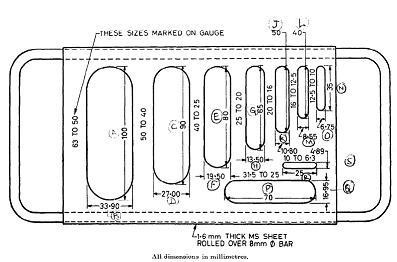 J L
50 40
THESE SIZES MARKED ON GAUGE
63 TO 50
A
100
50 TO 40
C
90
40 TO 25
E
80
25 TO 20
G
65
20 TO 16
16 TO 12·5
12·5 TO 10
35
N
K
M
6·75
O
8·55
10·80
4·89
13·50
H
10 TO 6·3
S
25
R
19·50
F
31·5 TO 25
P
70
16·95
Q
27·00
D
33·90
B
1·6 mm THICK MS SHEET
ROLLED OVER 8mm Ø BAR
All dimensions in millimetres.